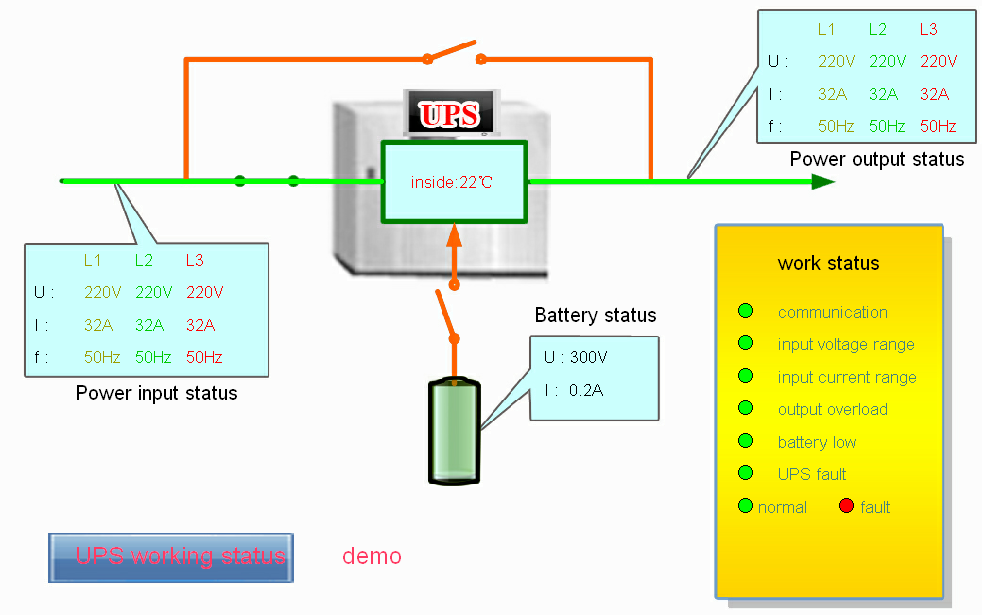 L1 L2 L3
U : 220V 220V 220V
I : 32A 32A 32A
f : 50Hz 50Hz 50Hz
Power output status
UPS
inside:22℃
L1 L2 L3
U : 220V 220V 220V
I : 32A 32A 32A
f : 50Hz 50Hz 50Hz
Power input status
Battery status
U : 300V
I : 0.2A
work status
communication
input voltage range
input current range
output overload
battery low
UPS fault
normal fault
UPS working status demo